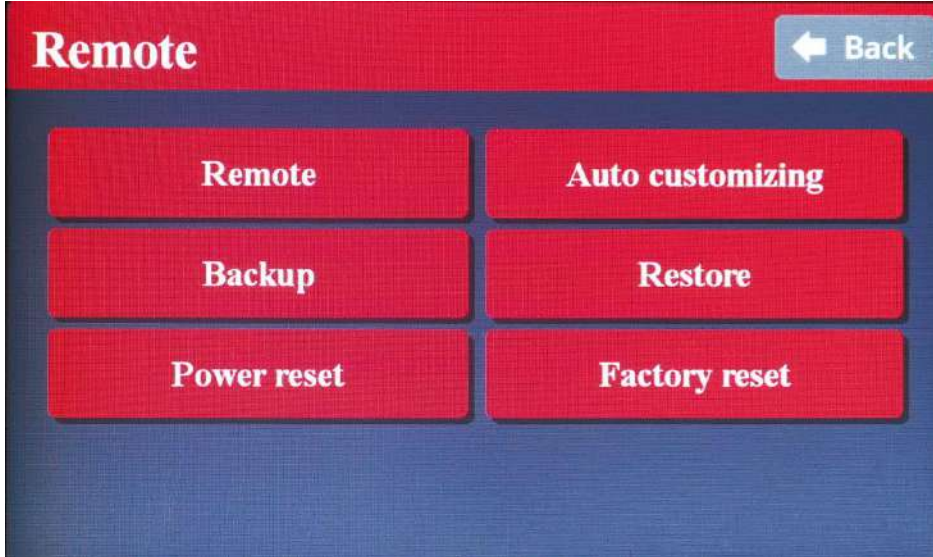 Remote
Back
Remote
Auto customizing
Backup
Restore
Power reset
Factory reset